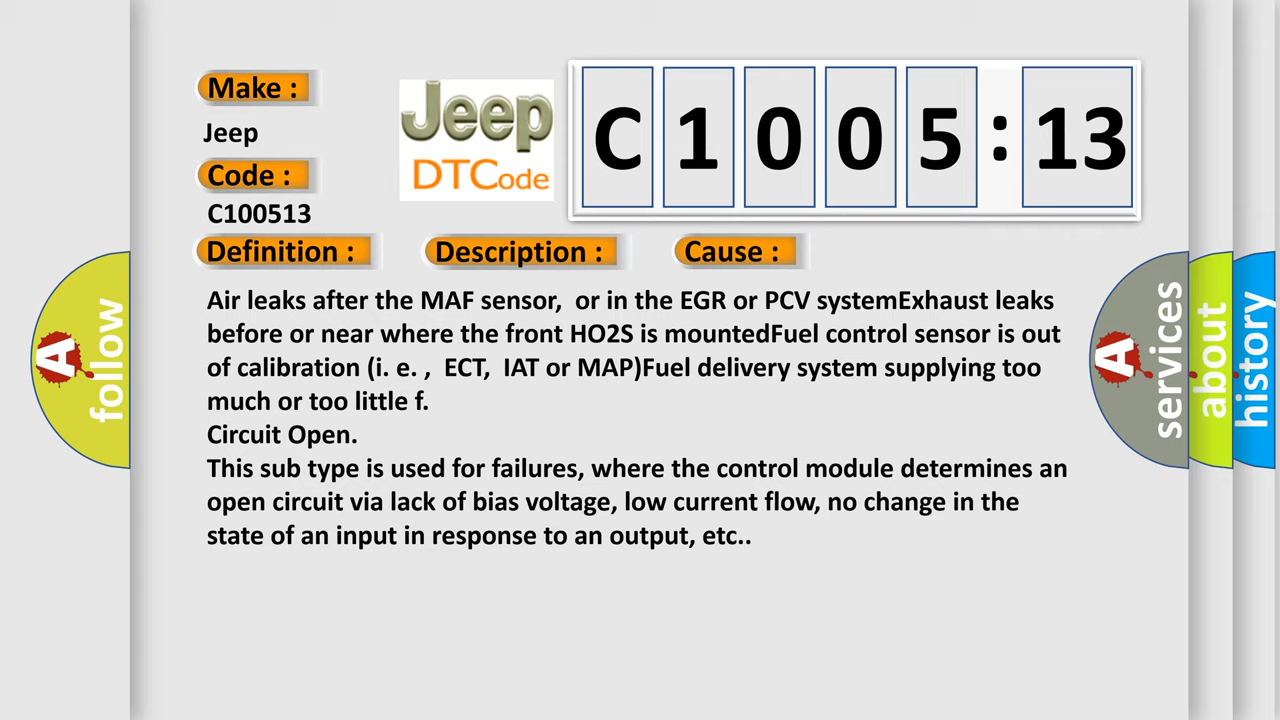 Make :
Jeep
Code :
C100513
Jeep
DTCode
C1005:13
Definition :
Description :
Cause :
Air leaks after the MAF sensor,  or in the EGR or PCV systemExhaust leaks
before or near where the front HO2S is mountedFuel control sensor is out
of calibration (i. e. ,  ECT,  IAT or MAP)Fuel delivery system supplying too
much or too little f.
Circuit Open.
This sub type is used for failures, where the control module determines an
open circuit via lack of bias voltage, low current flow, no change in the
state of an input in response to an output, etc..
A
follow
A
services
about
history